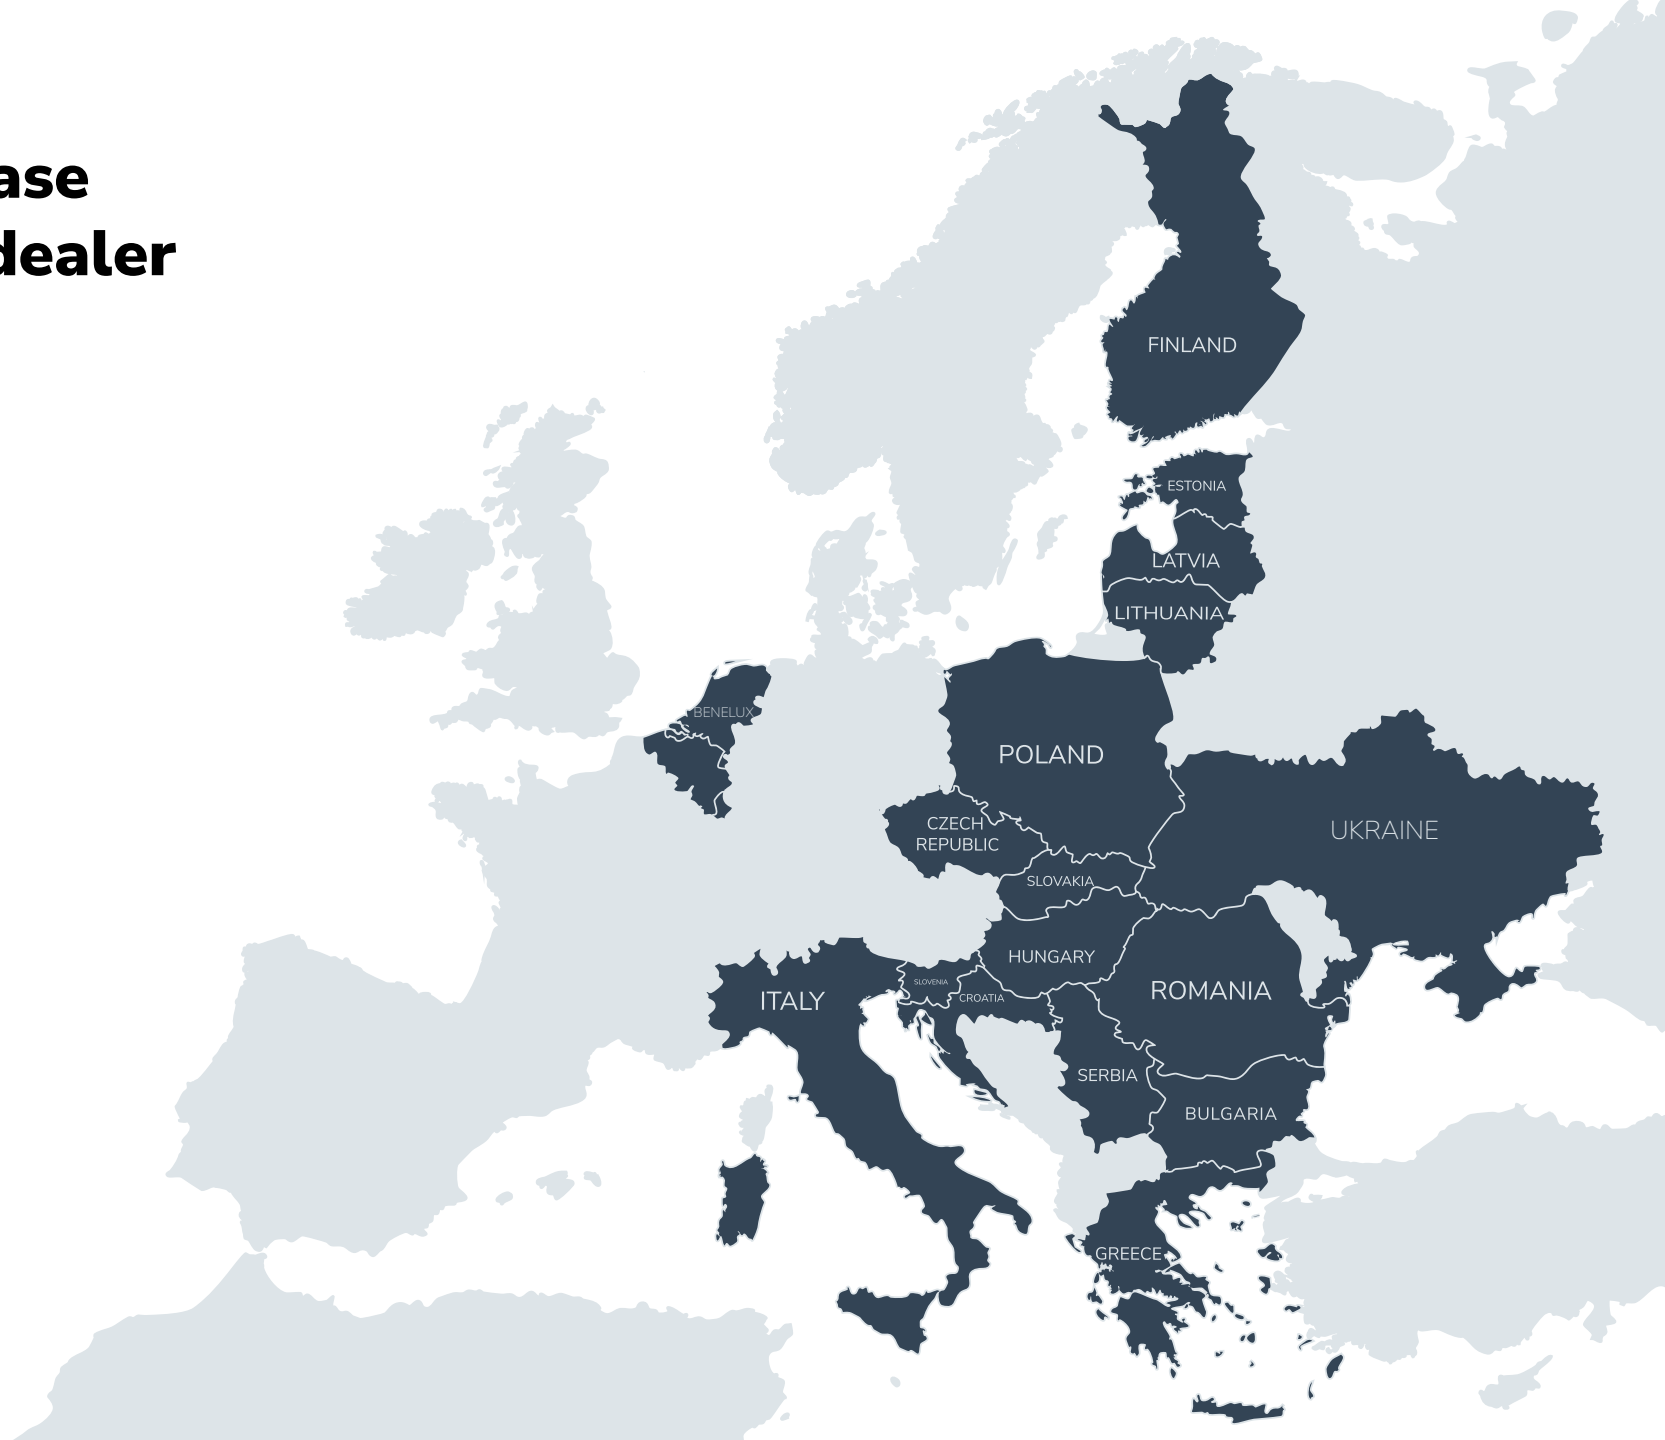 ase
dealer
FINLAND
ESTONIA
LATVIA
LITHUANIA
BENELUX
POLAND
CZECH
REPUBLIC
UKRAINE
SLOVAKIA
HUNGARY
SLOVENIA
CROATIA
ITALY
ROMANIA
SERBIA
BULGARIA
GREECE